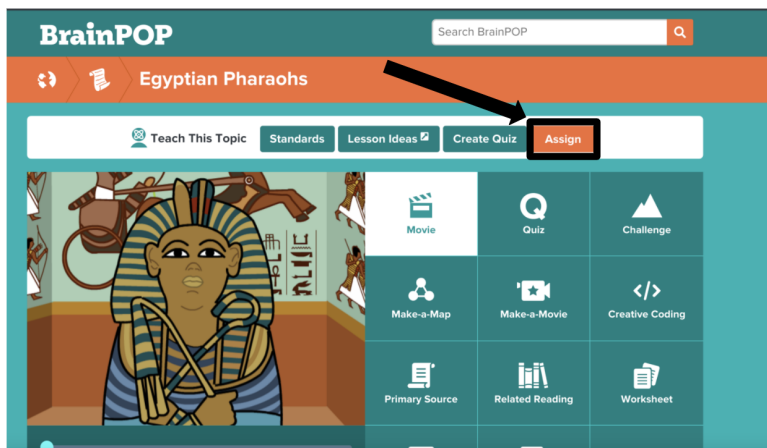 BrainPOP
Search BrainPOP
Egyptian Pharaohs
Teach This Topic Standards Lesson Ideas Create Quiz Assign
Movie Quiz Challenge
Make-a-Map Make-a-Movie Creative Coding
Primary Source Related Reading Worksheet